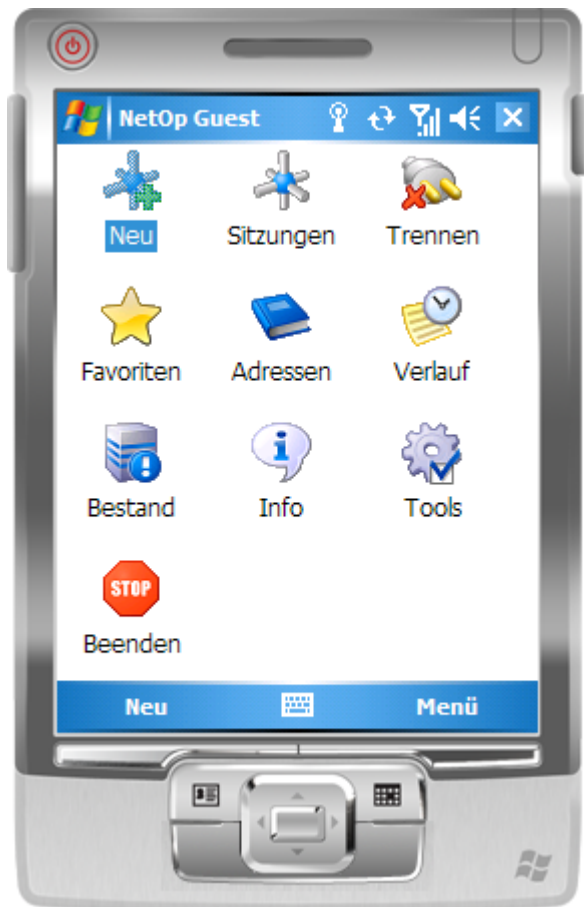 NetOp Guest
Neu Sitzungen Trennen
Favoriten Adressen Verlauf
Bestand Info Tools
STOP
Beenden
Neu Menü